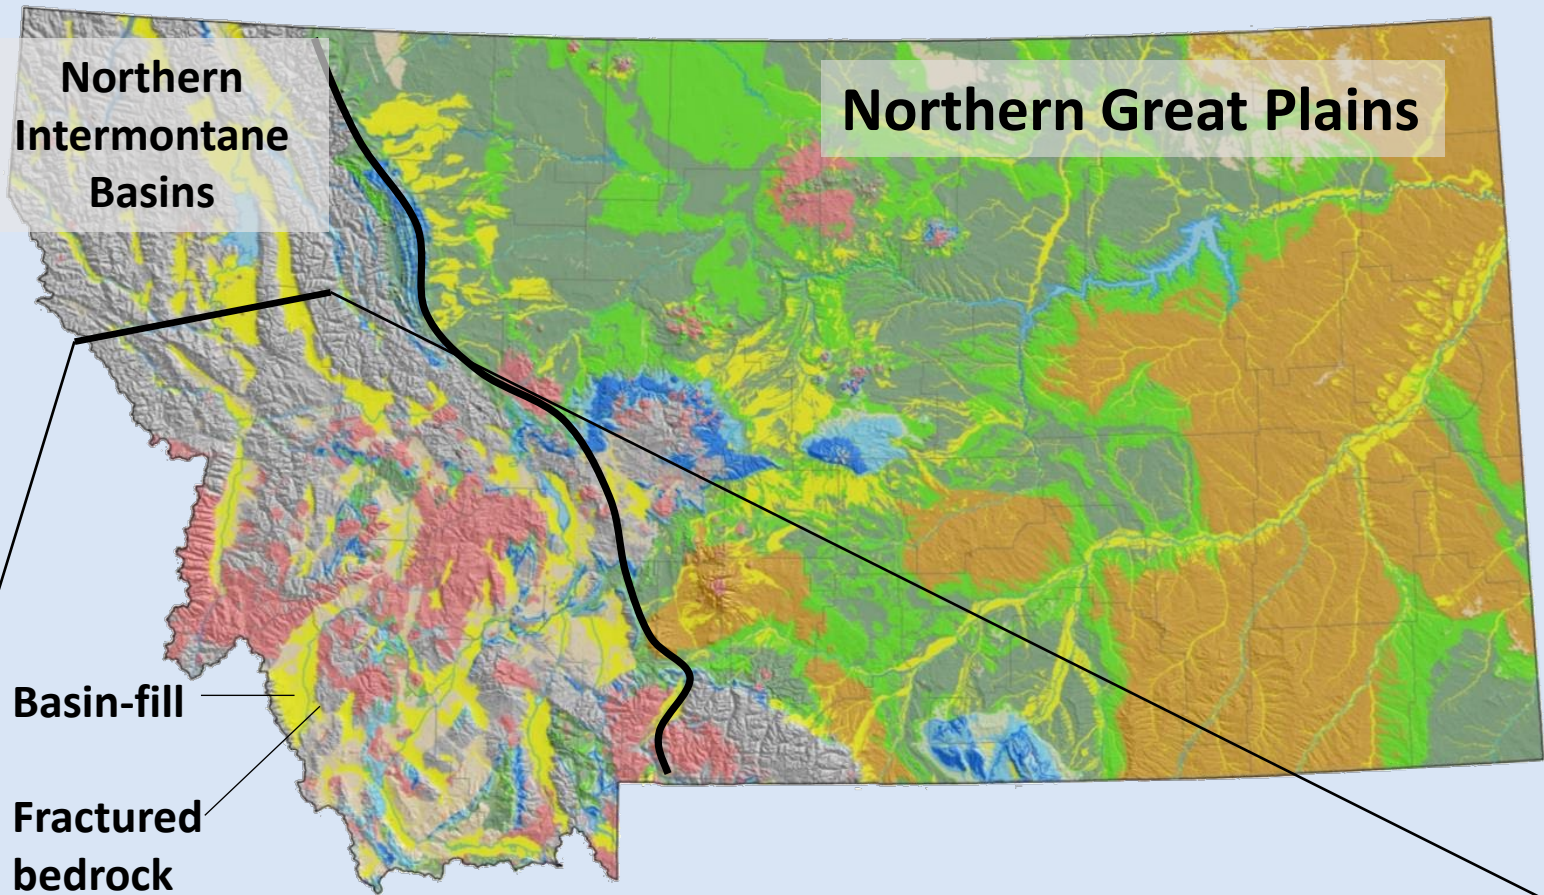 Northern
Intermontane
Basins
Northern Great Plains
Basin-fill
Fractured
bedrock